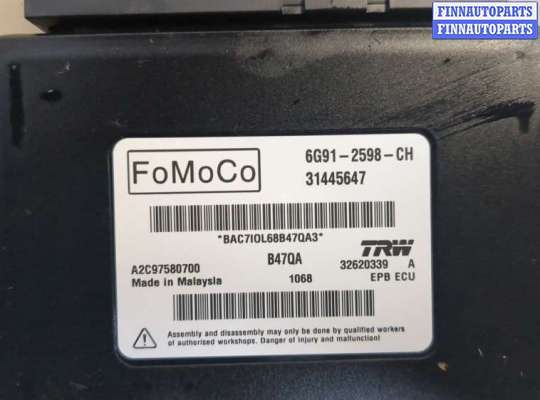 FINNAUTOPARTS
FINNAUTOPARTS
FoMoCo
6G91-2598-CH
31445647
*BAC7IOL68B47QA3*
B47QA
TRW
A2C97580700
32620339 A
Made in Malaysia
1068
EPB ECU
Assembly and disassembly may only be done by qualified workers
of authorised workshops. Danger of injury and malfunction!